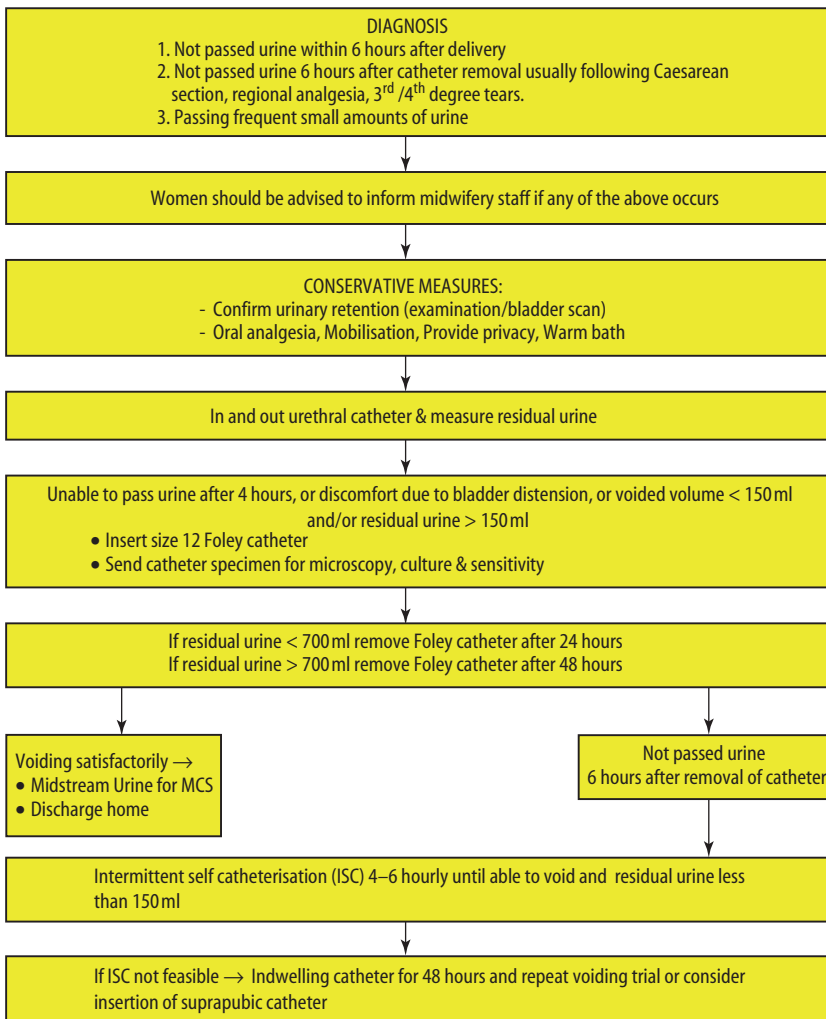 DIAGNOSIS
1. Not passed urine within 6 hours after delivery
2. Not passed urine 6 hours after catheter removal usually following Caesarean
section, regional analgesia, 3rd /4th degree tears.
3. Passing frequent small amounts of urine
Women should be advised to inform midwifery staff if any of the above occurs
CONSERVATIVE MEASURES:
- Confirm urinary retention (examination/bladder scan)
- Oral analgesia, Mobilisation, Provide privacy, Warm bath
In and out urethral catheter & measure residual urine
Unable to pass urine after 4 hours, or discomfort due to bladder distension, or voided volume < 150 ml
and/or residual urine > 150 ml
• Insert size 12 Foley catheter
• Send catheter specimen for microscopy, culture & sensitivity
If residual urine < 700 ml remove Foley catheter after 24 hours
If residual urine > 700 ml remove Foley catheter after 48 hours
Voiding satisfactorily →
• Midstream Urine for MCS
• Discharge home
Not passed urine
6 hours after removal of catheter
Intermittent self catheterisation (ISC) 4–6 hourly until able to void and residual urine less
than 150 ml
If ISC not feasible → Indwelling catheter for 48 hours and repeat voiding trial or consider
insertion of suprapubic catheter